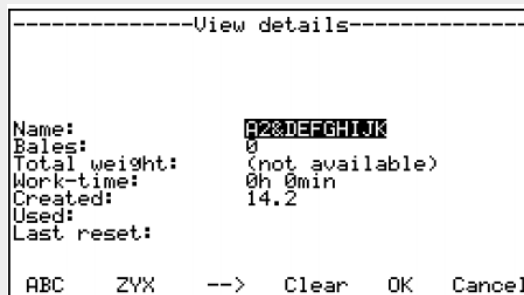 --------------View details--------------
Name: A2&DEFGHIJK
Bales: 0
Total weight: (not available)
Work-time: 0h 0min
Created: 14.2
Used:
Last reset:
ABC ZYX --> Clear OK Cancel